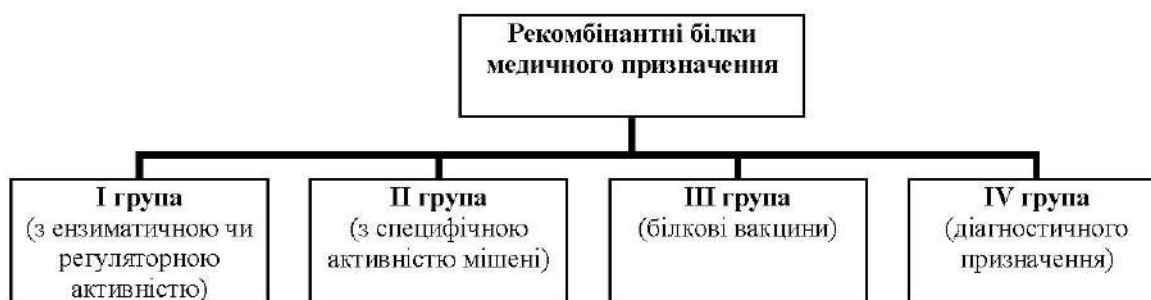 Рекомбінантні білки
медичного призначення
I група
(з ензиматичною чи
регуляторною
активністю)
II група
(з специфічною
активністю мішені)
III група
(білкові вакцини)
IV група
(діагностичного
призначення)